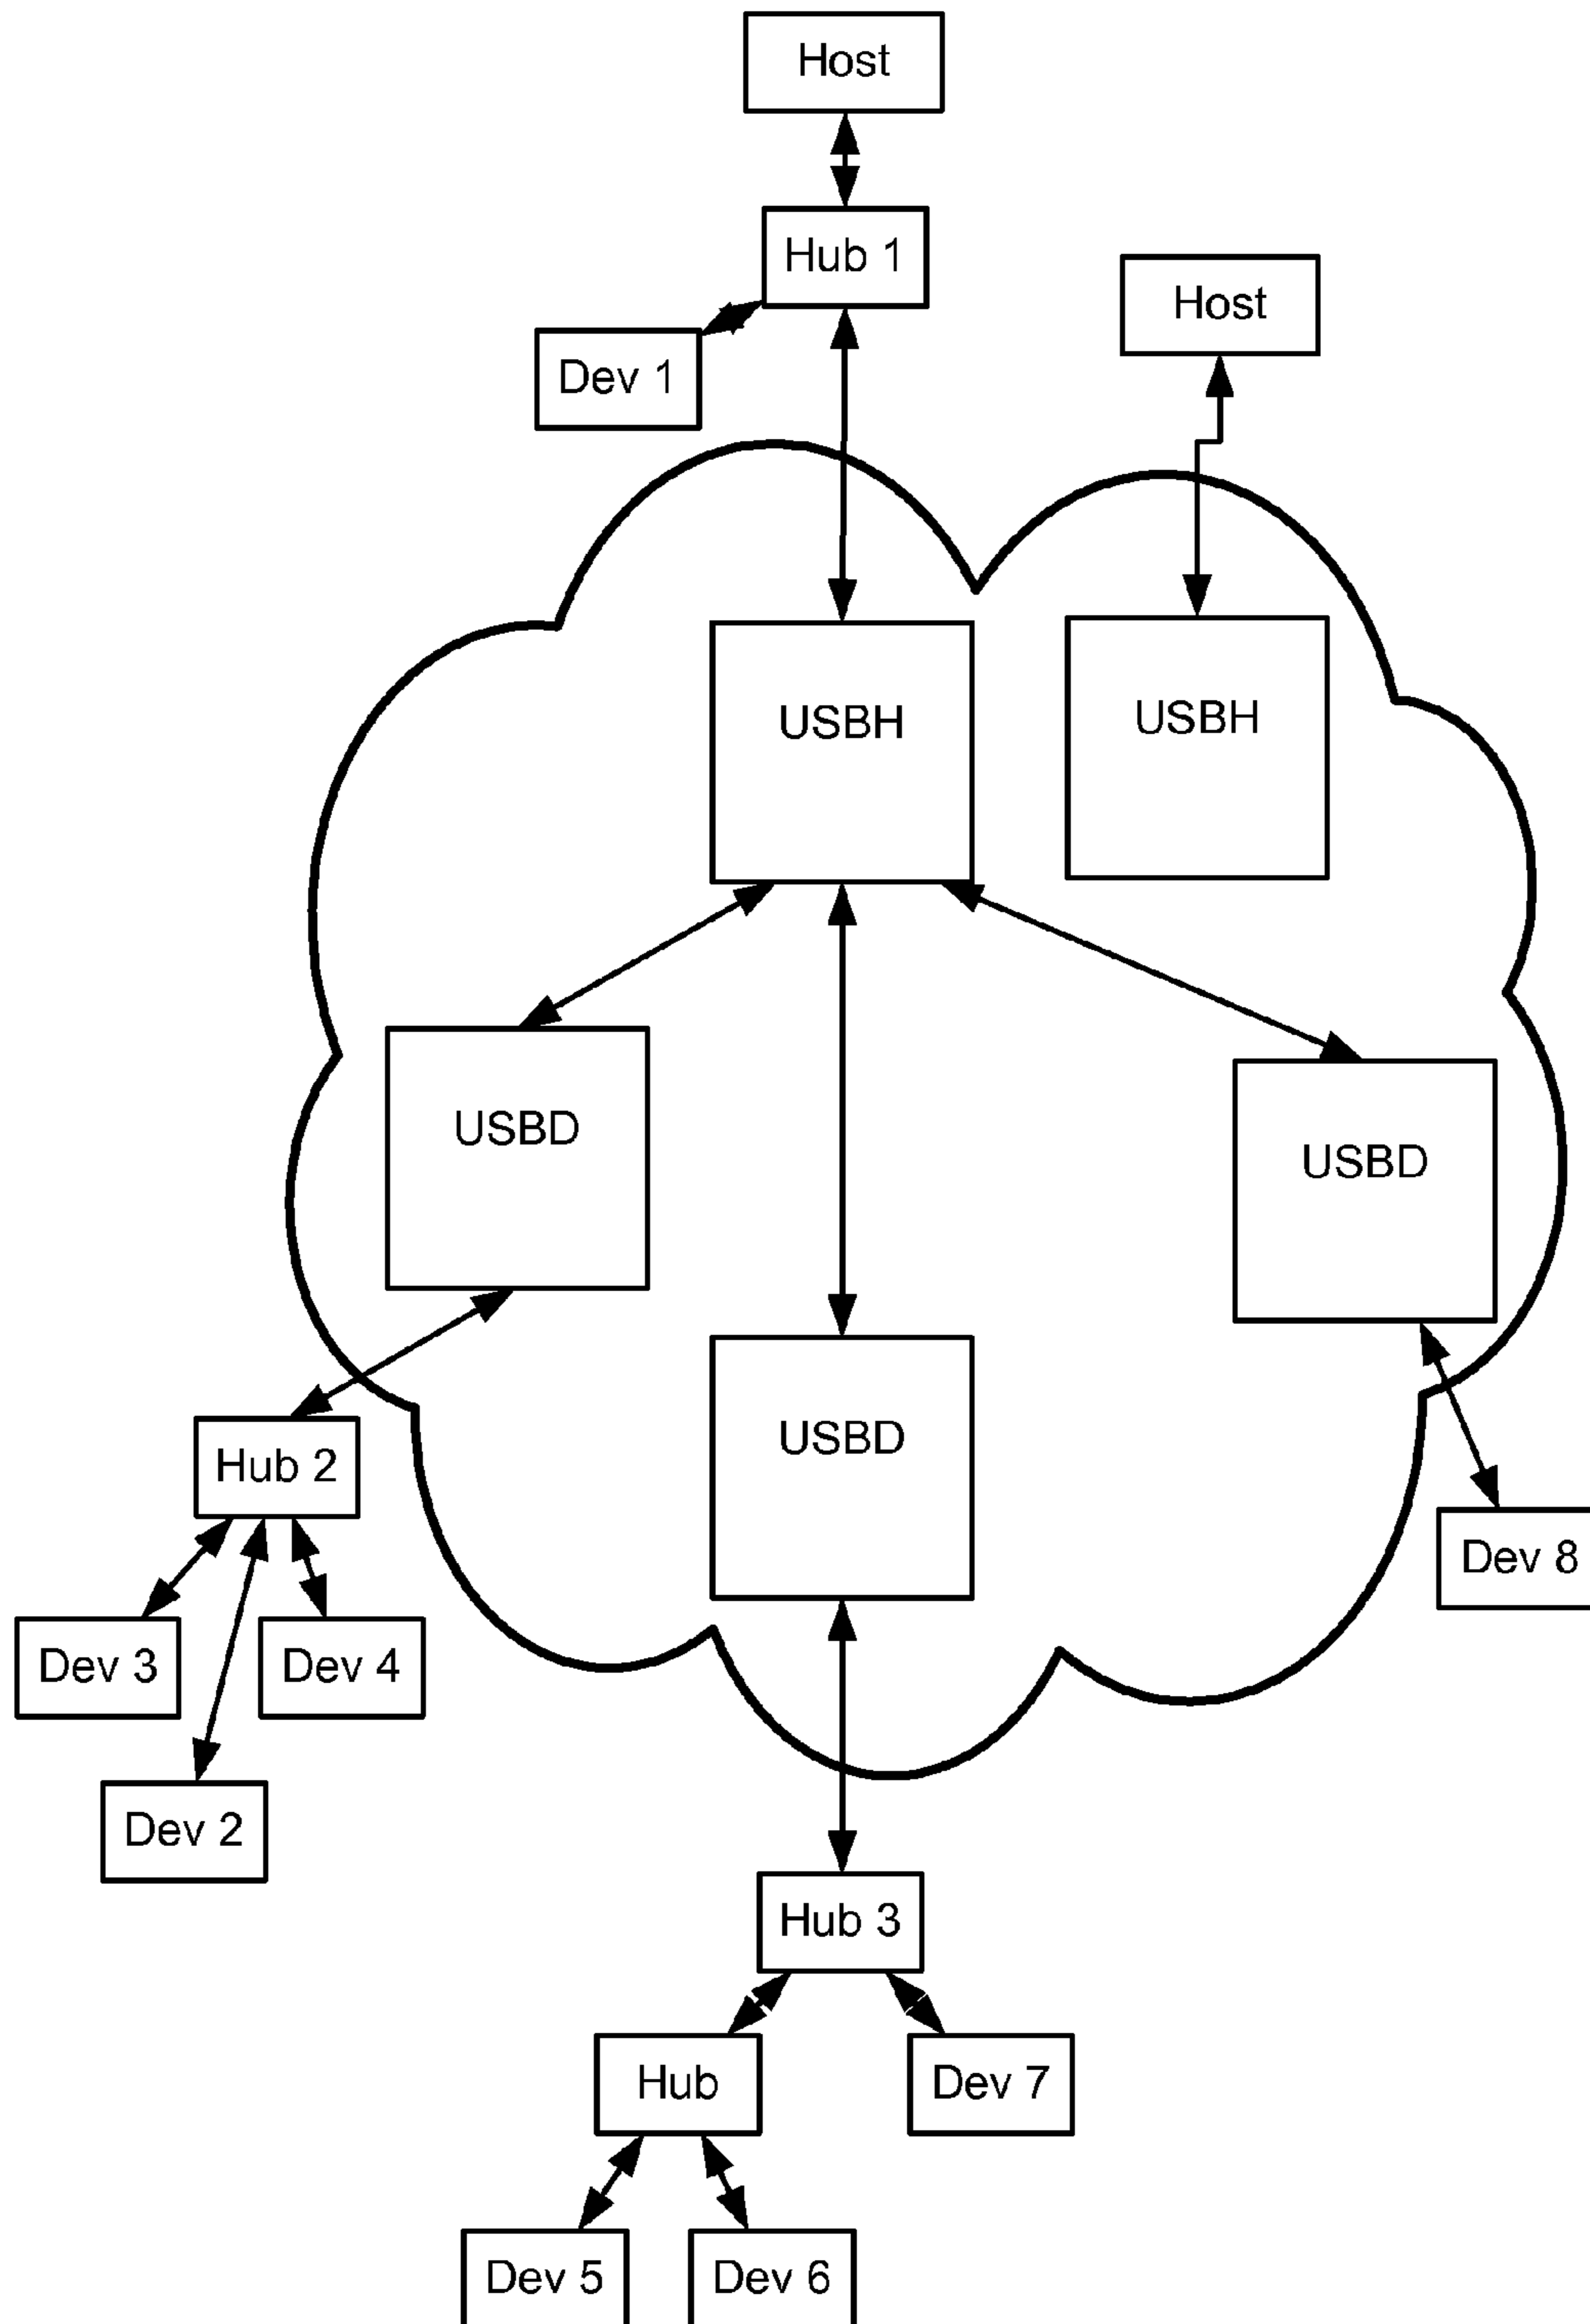 Host
Hub 1
Host
Dev 1
USBH
USBH
USBD
USBD
USBD
Hub 2
Dev 8
Dev 3
Dev 4
Dev 2
Hub 3
Hub
Dev 7
Dev 5
Dev 6